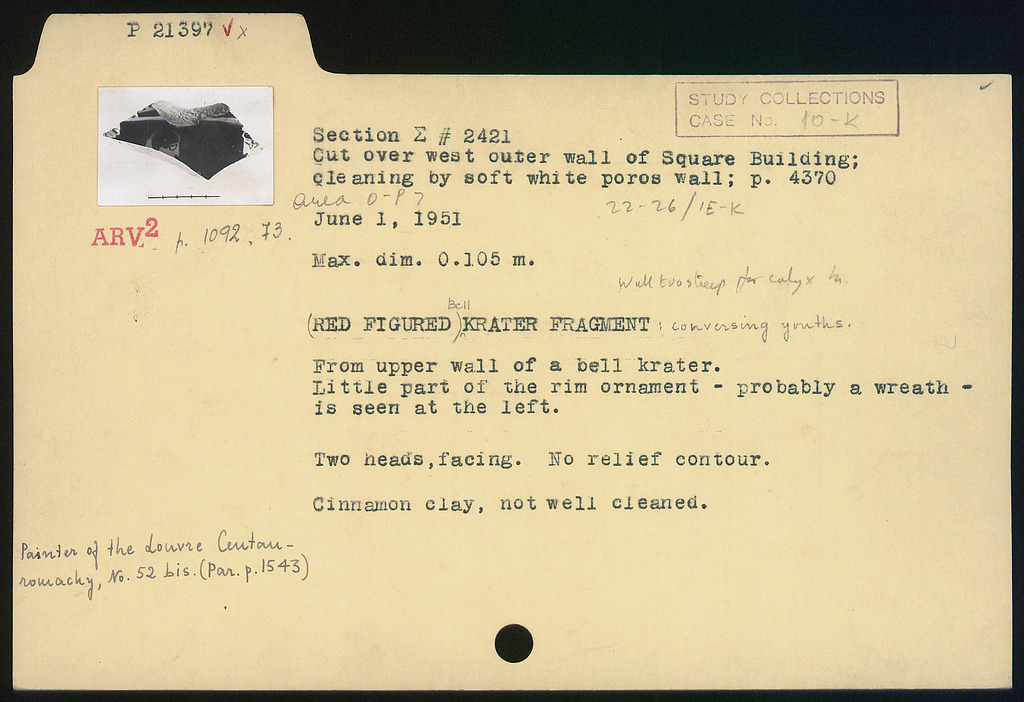 P 21397 ✓ x
STUDY COLLECTIONS
CASE No. 10-K
Section Σ # 2421
Cut over west outer wall of Square Building;
cleaning by soft white poros wall; p. 4370
area O-P 7
22-26/IE-K
June 1, 1951
ARV2 p. 1092, 73.
Max. dim. 0.105 m.
Wall too steep for calyx kr.
Bell
(RED FIGURED) KRATER FRAGMENT: conversing youths.
From upper wall of a bell krater.
Little part of the rim ornament - probably a wreath -
is seen at the left.
Two heads, facing. No relief contour.
Cinnamon clay, not well cleaned.
Painter of the Louvre Centau-
romachy, No. 52 bis. (Par. p. 1543)